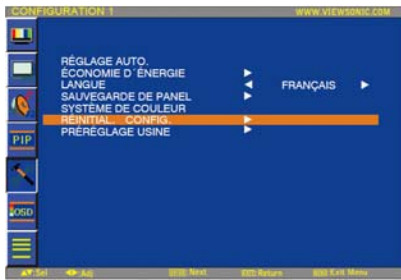 CONFIGURATION 1 WWW.VIEWSONIC.COM
RÉGLAGE AUTO.
ÉCONOMIE D´ÉNERGIE
LANGUE FRANÇAIS
SAUVEGARDE DE PANEL
SYSTÈME DE COULEUR
RÉINITIAL. CONFIG.
PRÉRÉGLAGE USINE
PIP
OSD
Sel Adj Next Return Exit Menu